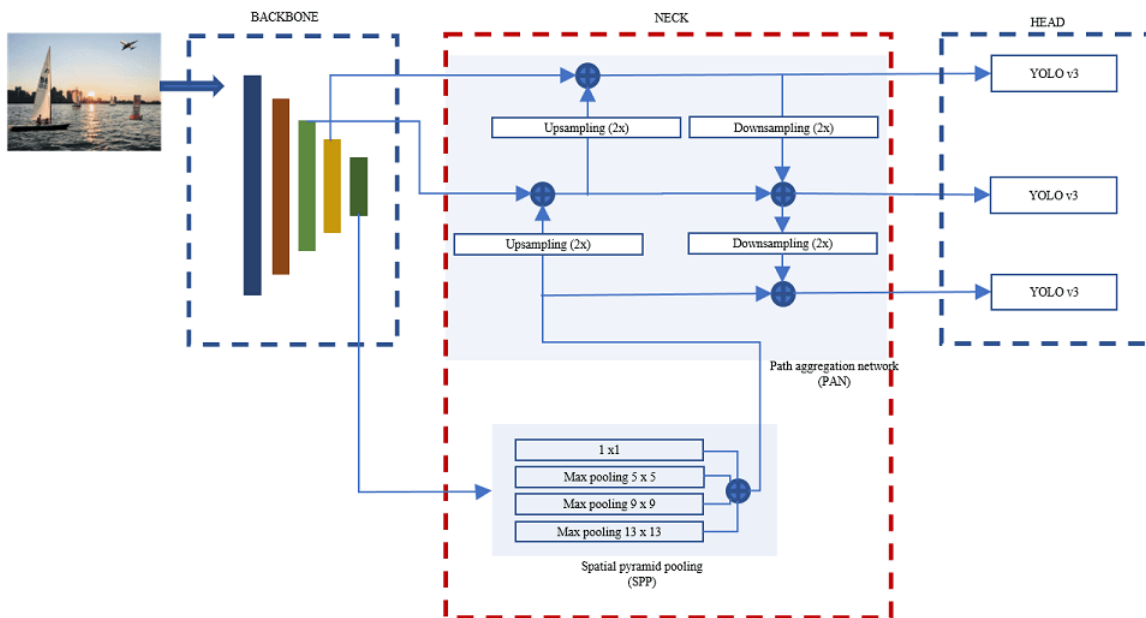 BACKBONE
NECK
HEAD
YOLO v3
Upsampling (2x)
Downsampling (2x)
YOLO v3
Upsampling (2x)
Downsampling (2x)
YOLO v3
Path aggregation network
(PAN)
1 x1
Max pooling 5 x 5
Max pooling 9 x 9
Max pooling 13 x 13
Spatial pyramid pooling
(SPP)